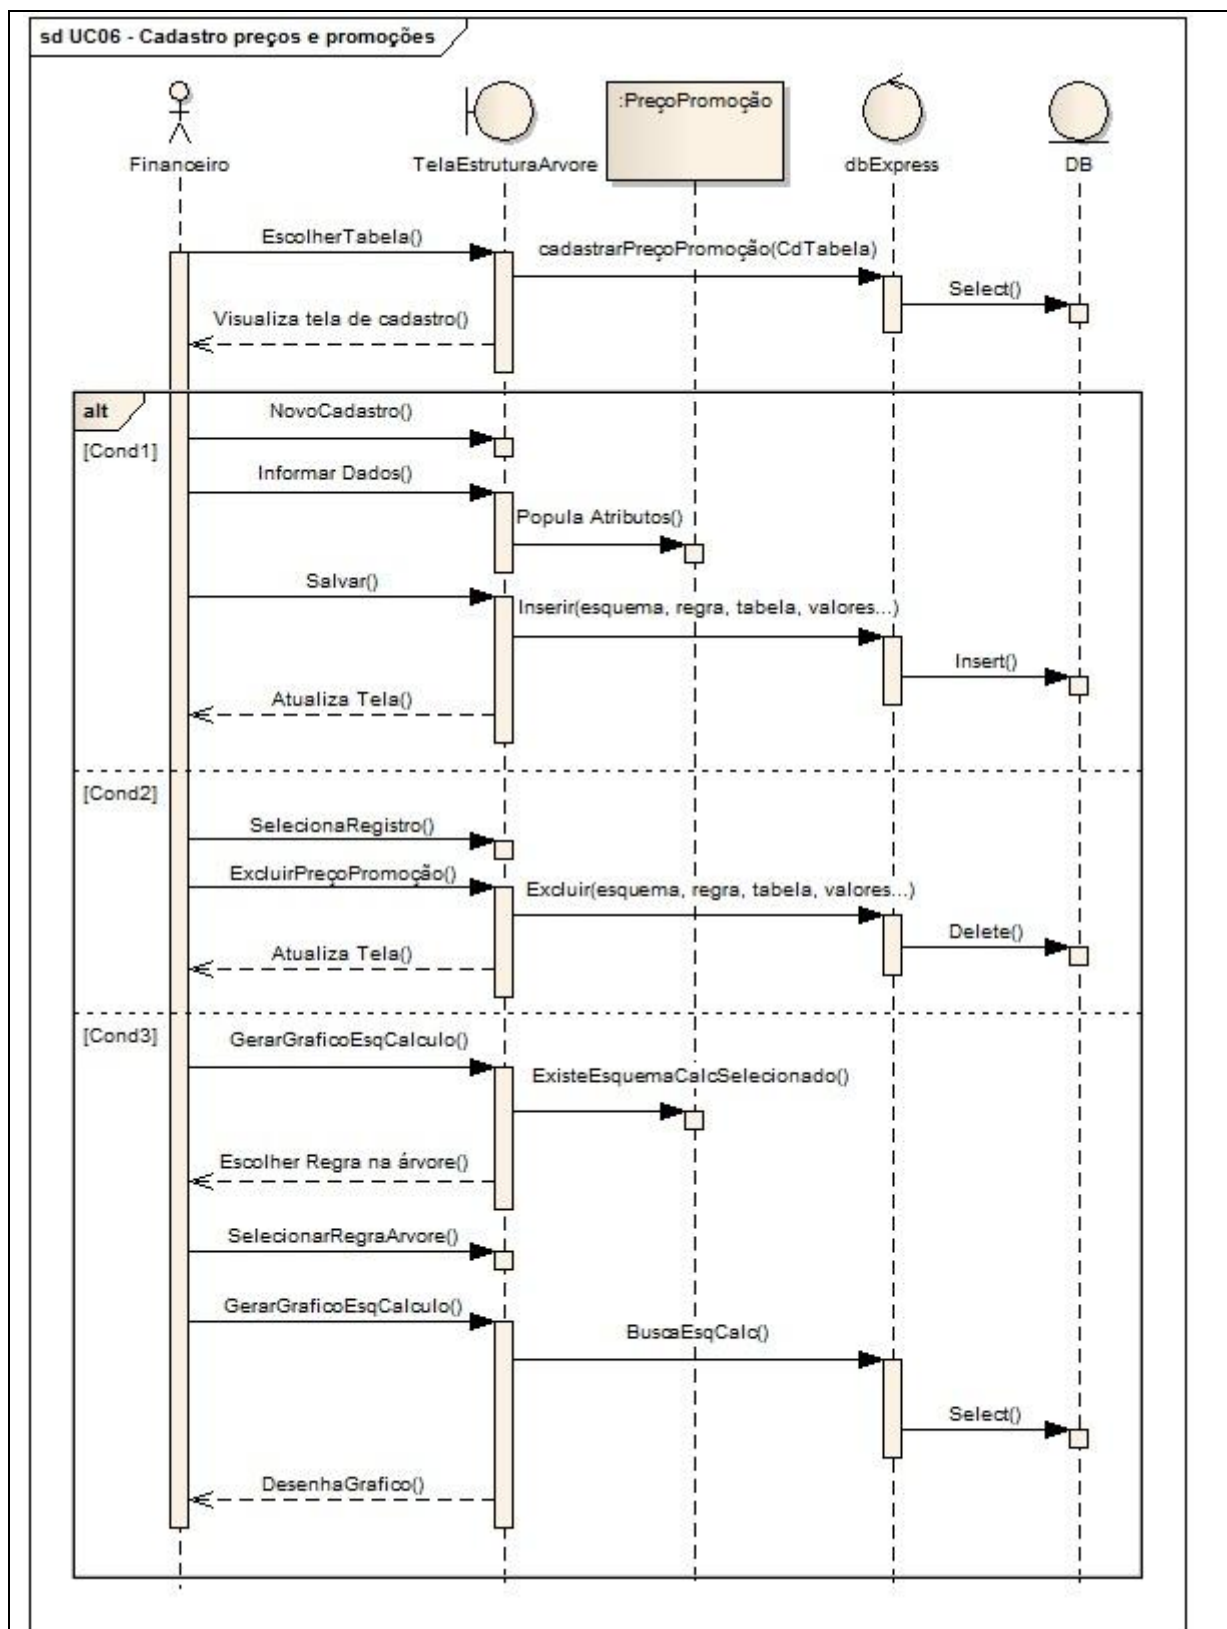 sd UC06 - Cadastro preços e promoções
Financeiro
TelaEstruturaArvore
:PreçoPromoção
dbExpress
DB
EscolherTabela()
cadastrarPreçoPromoção(CdTabela)
Select()
Visualiza tela de cadastro()
alt
[Cond1]
NovoCadastro()
Informar Dados()
Popula Atributos()
Salvar()
Inserir(esquema, regra, tabela, valores...)
Insert()
Atualiza Tela()
[Cond2]
SelecionaRegistro()
ExcluirPreçoPromoção()
Excluir(esquema, regra, tabela, valores...)
Delete()
Atualiza Tela()
[Cond3]
GerarGraficoEsqCalculo()
ExisteEsquemaCalcSelecionado()
Escolher Regra na árvore()
SelecionarRegraArvore()
GerarGraficoEsqCalculo()
BuscaEsqCalc()
Select()
DesenhaGrafico()